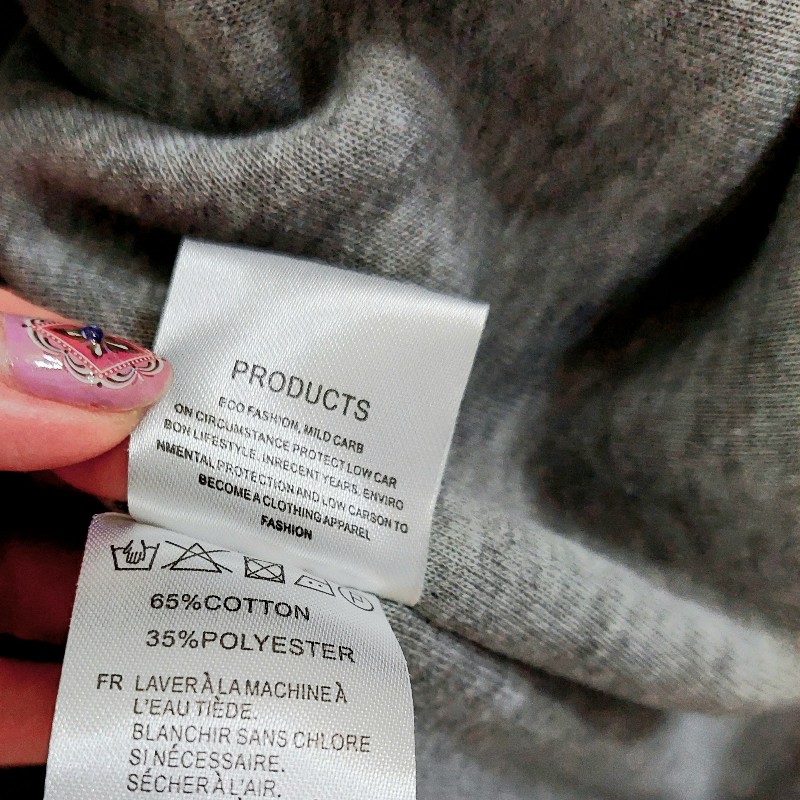 PRODUCTS
ECO FASHION, MILD CARB
ON CIRCUMSTANCE PROTECT LOW CAR
BON LIFESTYLE. INRECENT YEARS, ENVIRO
NMENTAL PROTECTION AND LOW CARSON TO
BECOME A CLOTHING APPAREL
FASHION
65%COTTON
35%POLYESTER
FR LAVER À LA MACHINE À
L'EAU TIÈDE.
BLANCHIR SANS CHLORE
SI NÉCESSAIRE.
SÉCHER À L'AIR.